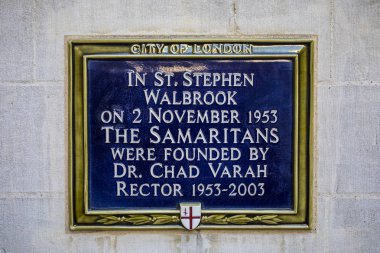 CITY OF LONDON
IN ST. STEPHEN
WALBROOK
ON 2 NOVEMBER 1953
THE SAMARITANS
WERE FOUNDED BY
DR. CHAD VARAH
RECTOR 1953-2003